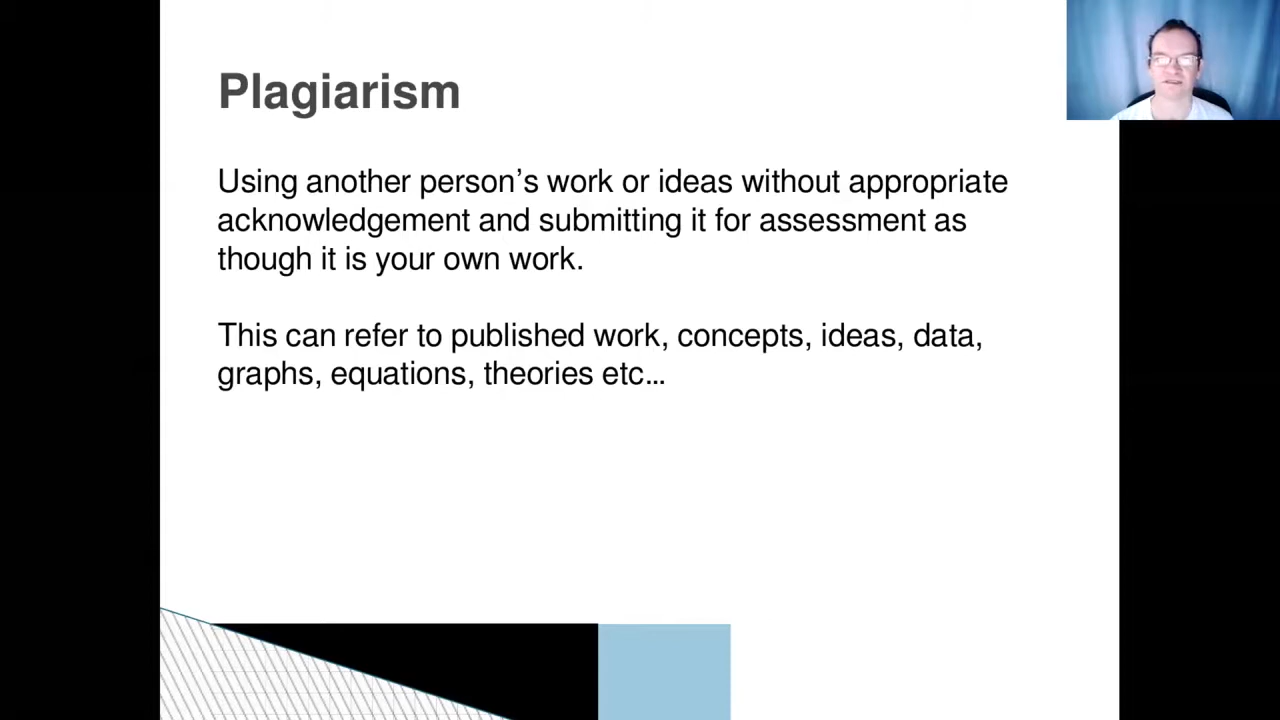 Plagiarism
Using another person’s work or ideas without appropriate
acknowledgement and submitting it for assessment as
though it is your own work.
This can refer to published work, concepts, ideas, data,
graphs, equations, theories etc…